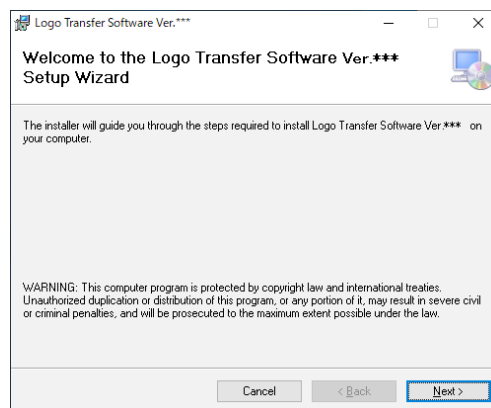 Logo Transfer Software Ver.***
Welcome to the Logo Transfer Software Ver.***
Setup Wizard
The installer will guide you through the steps required to install Logo Transfer Software Ver.*** on
your computer.
WARNING: This computer program is protected by copyright law and international treaties.
Unauthorized duplication or distribution of this program, or any portion of it, may result in severe civil
or criminal penalties, and will be prosecuted to the maximum extent possible under the law.
Cancel < Back Next >